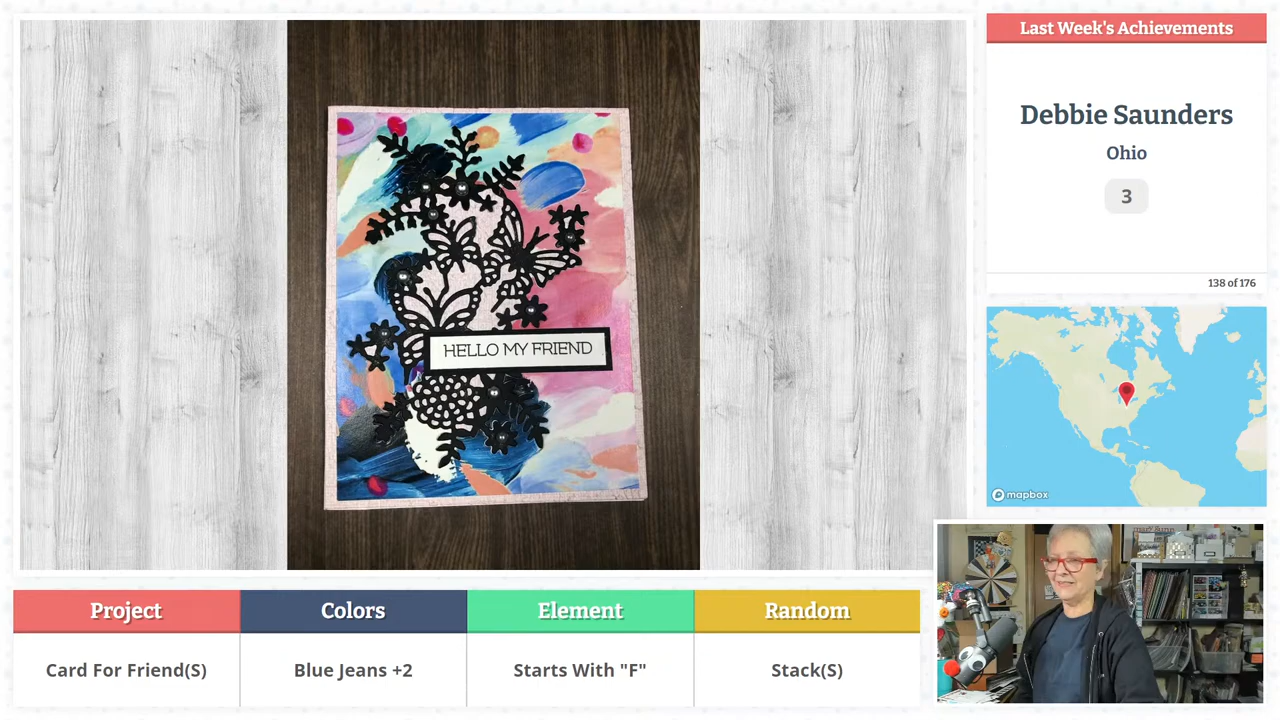 Last Week's Achievements
Debbie Saunders
Ohio
3
138 of 176
HELLO MY FRIEND
mapbox
Project
Colors
Element
Random
Card For Friend(S)
Blue Jeans +2
Starts With "F"
Stack(S)